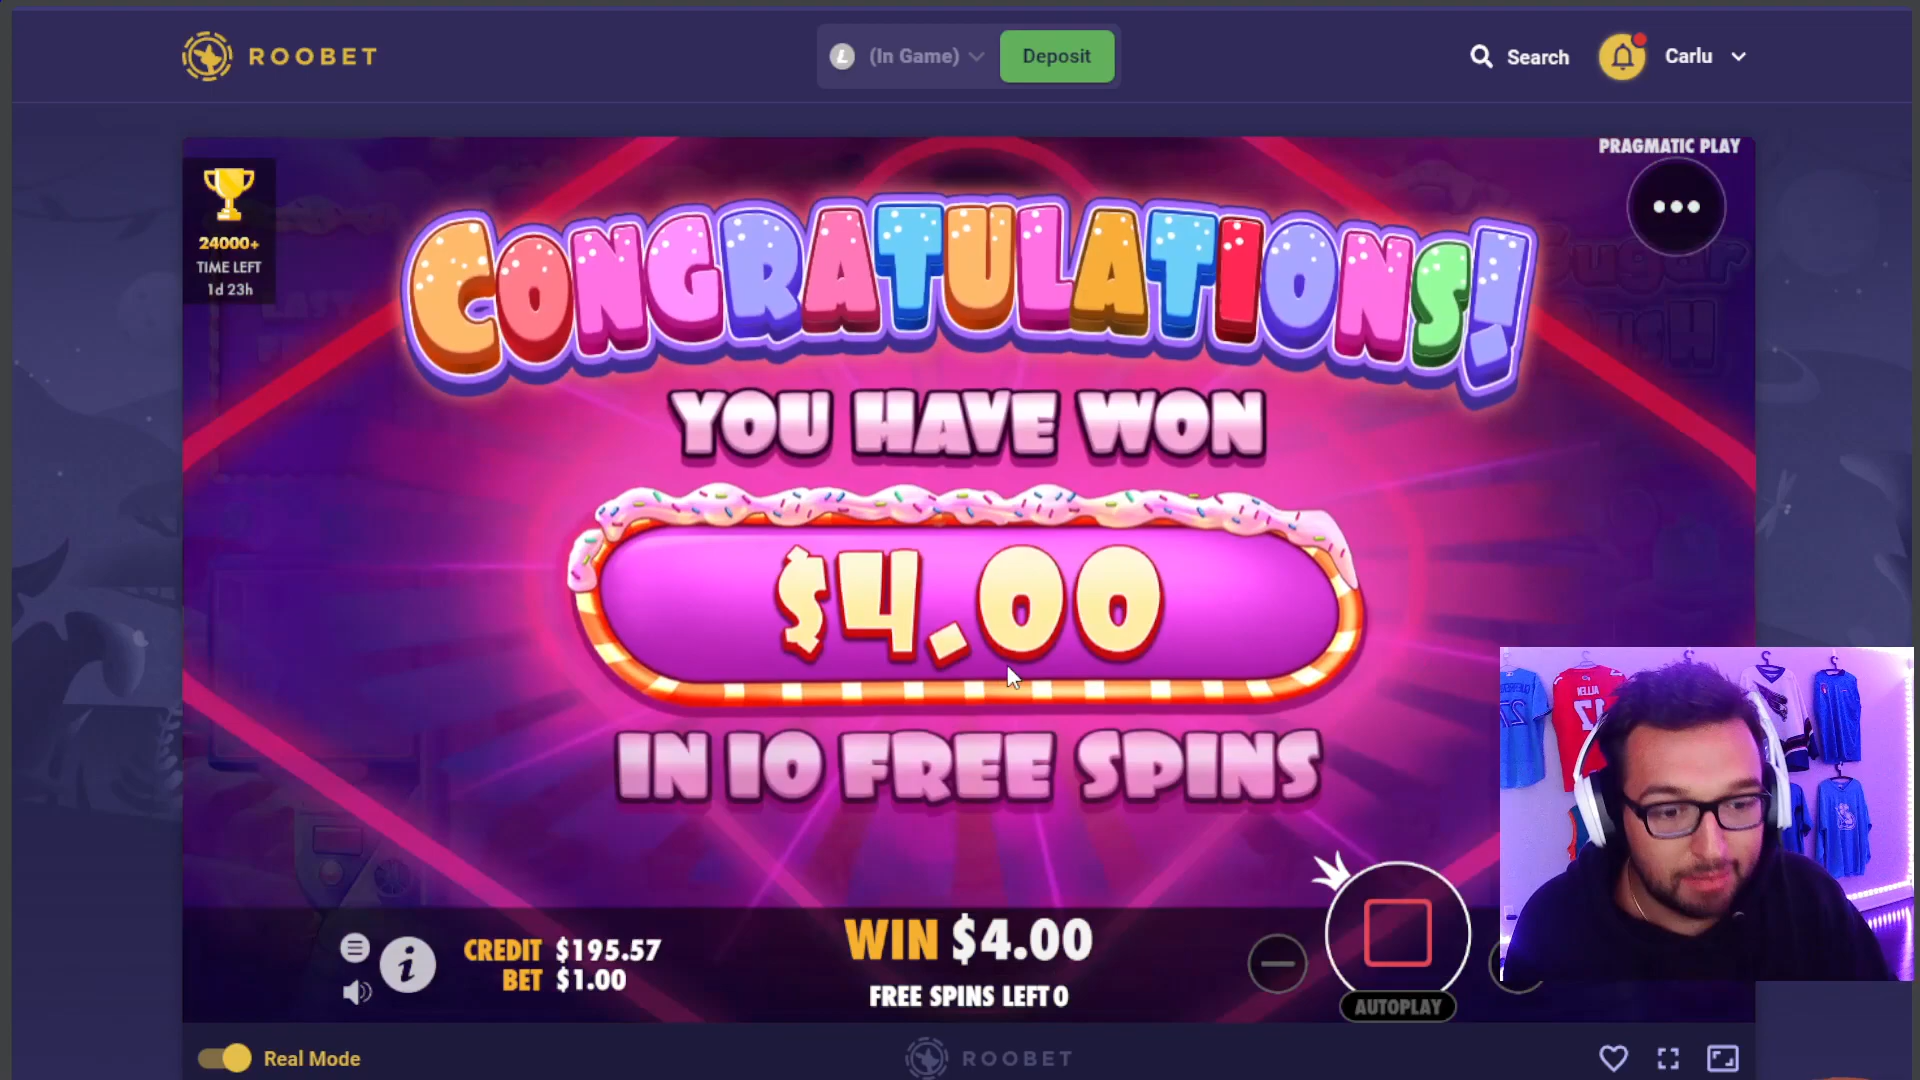 ROOBET
(In Game)
Deposit
Search
Carlu
PRAGMATIC PLAY
24000+
TIME LEFT
1d 23h
CONGRATULATIONS!
YOU HAVE WON
$4.00
IN 10 FREE SPINS
CREDIT $195.57
BET $1.00
WIN $4.00
FREE SPINS LEFT 0
AUTOPLAY
Real Mode
ROOBET